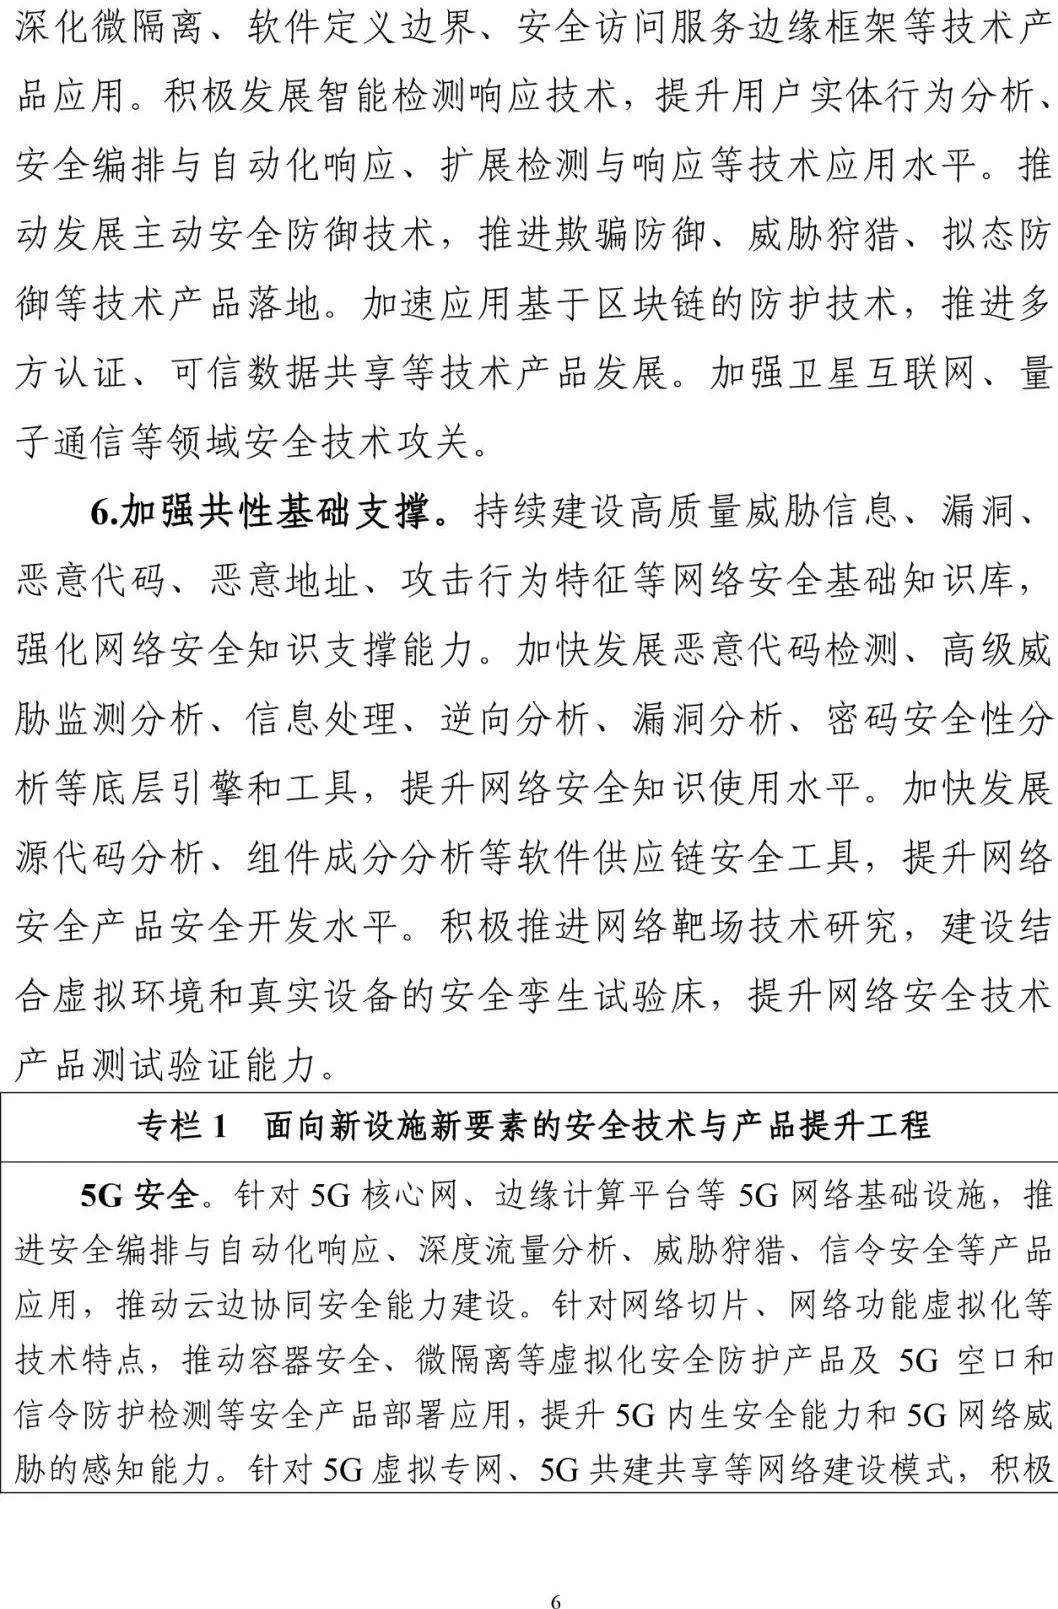 深化微隔离、软件定义边界、安全访问服务边缘框架等技术产
品应用。积极发展智能检测响应技术，提升用户实体行为分析、
安全编排与自动化响应、扩展检测与响应等技术应用水平。推
动发展主动安全防御技术，推进欺骗防御、威胁狩猎、拟态防
御等技术产品落地。加速应用基于区块链的防护技术，推进多
方认证、可信数据共享等技术产品发展。加强卫星互联网、量
子通信等领域安全技术攻关。
6.加强共性基础支撑。持续建设高质量威胁信息、漏洞、
恶意代码、恶意地址、攻击行为特征等网络安全基础知识库，
强化网络安全知识支撑能力。加快发展恶意代码检测、高级威
胁监测分析、信息处理、逆向分析、漏洞分析、密码安全性分
析等底层引擎和工具，提升网络安全知识使用水平。加快发展
源代码分析、组件成分分析等软件供应链安全工具，提升网络
安全产品安全开发水平。积极推进网络靶场技术研究，建设结
合虚拟环境和真实设备的安全孪生试验床，提升网络安全技术
产品测试验证能力。
专栏 1 面向新设施新要素的安全技术与产品提升工程
5G 安全。针对 5G 核心网、边缘计算平台等 5G 网络基础设施，推
进安全编排与自动化响应、深度流量分析、威胁狩猎、信令安全等产品
应用，推动云边协同安全能力建设。针对网络切片、网络功能虚拟化等
技术特点，推动容器安全、微隔离等虚拟化安全防护产品及 5G 空口和
信令防护检测等安全产品部署应用，提升 5G 内生安全能力和 5G 网络威
胁的感知能力。针对 5G 虚拟专网、5G 共建共享等网络建设模式，积极
6